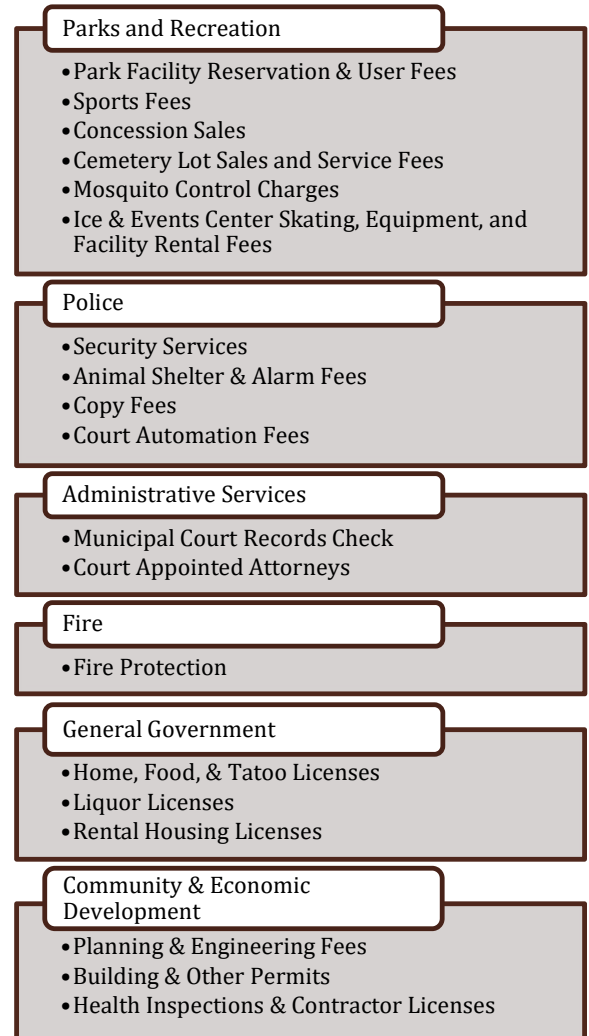 Parks and Recreation
•Park Facility Reservation & User Fees
•Sports Fees
•Concession Sales
•Cemetery Lot Sales and Service Fees
•Mosquito Control Charges
•Ice & Events Center Skating, Equipment, and
Facility Rental Fees
Police
•Security Services
•Animal Shelter & Alarm Fees
•Copy Fees
•Court Automation Fees
Administrative Services
•Municipal Court Records Check
•Court Appointed Attorneys
Fire
•Fire Protection
General Government
•Home, Food, & Tatoo Licenses
•Liquor Licenses
•Rental Housing Licenses
Community & Economic
Development
•Planning & Engineering Fees
•Building & Other Permits
•Health Inspections & Contractor Licenses